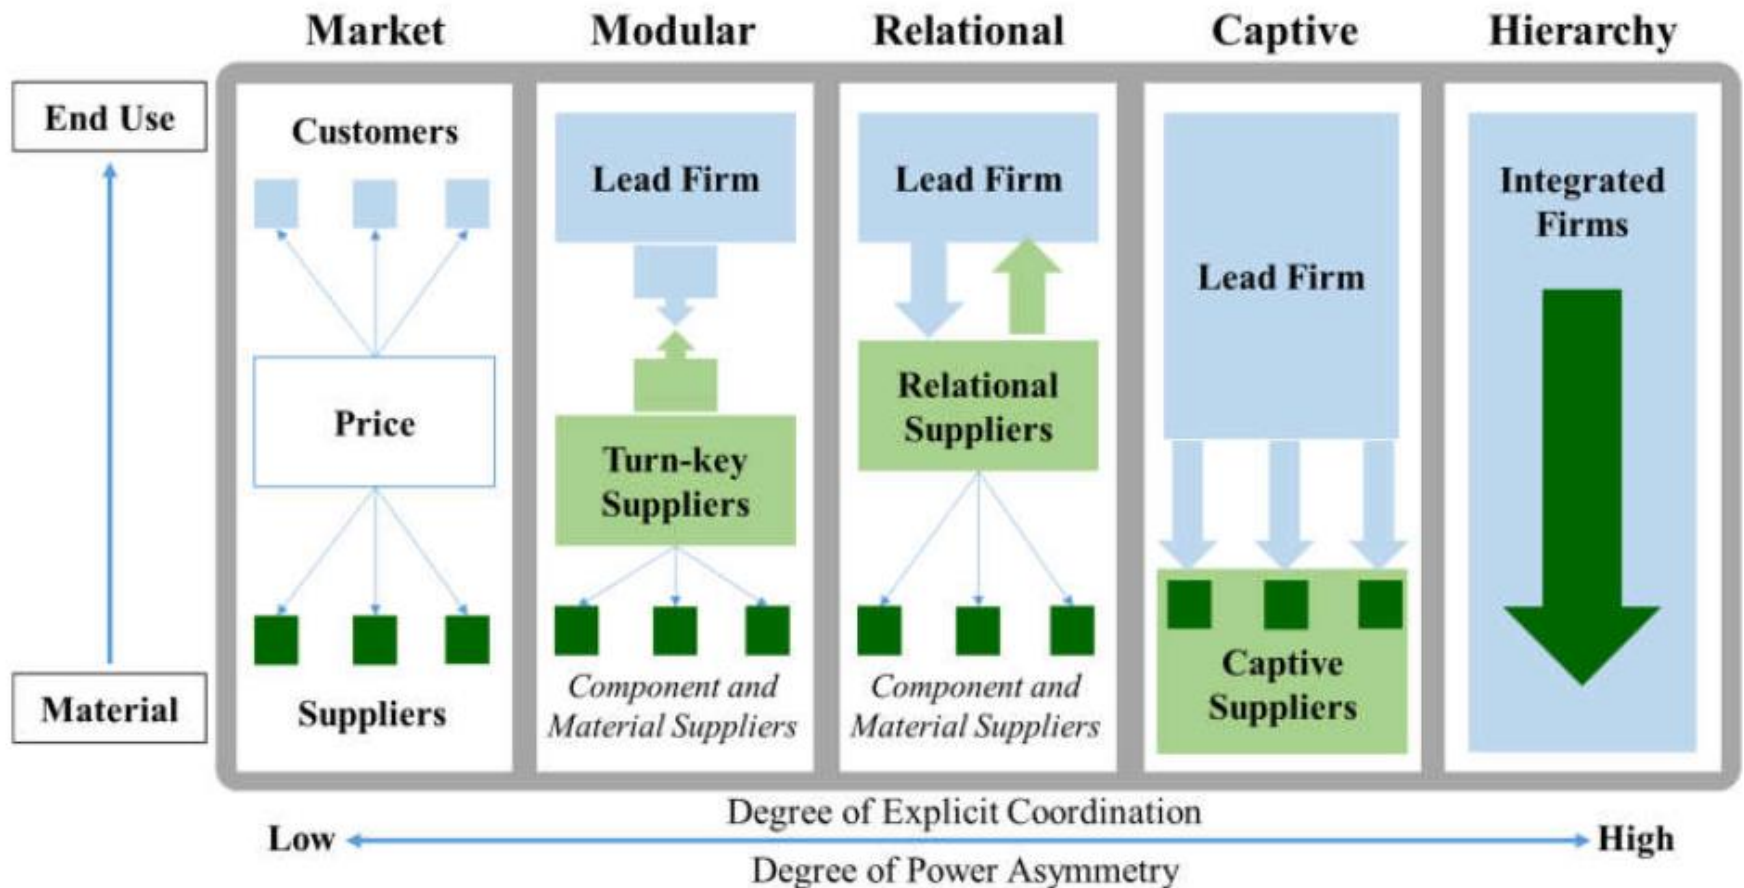 Market
Modular
Relational
Captive
Hierarchy
End Use
Material
Customers
Price
Suppliers
Lead Firm
Turn-key
Suppliers
Component and
Material Suppliers
Lead Firm
Relational
Suppliers
Component and
Material Suppliers
Lead Firm
Captive
Suppliers
Integrated
Firms
Degree of Explicit Coordination
Low
High
Degree of Power Asymmetry